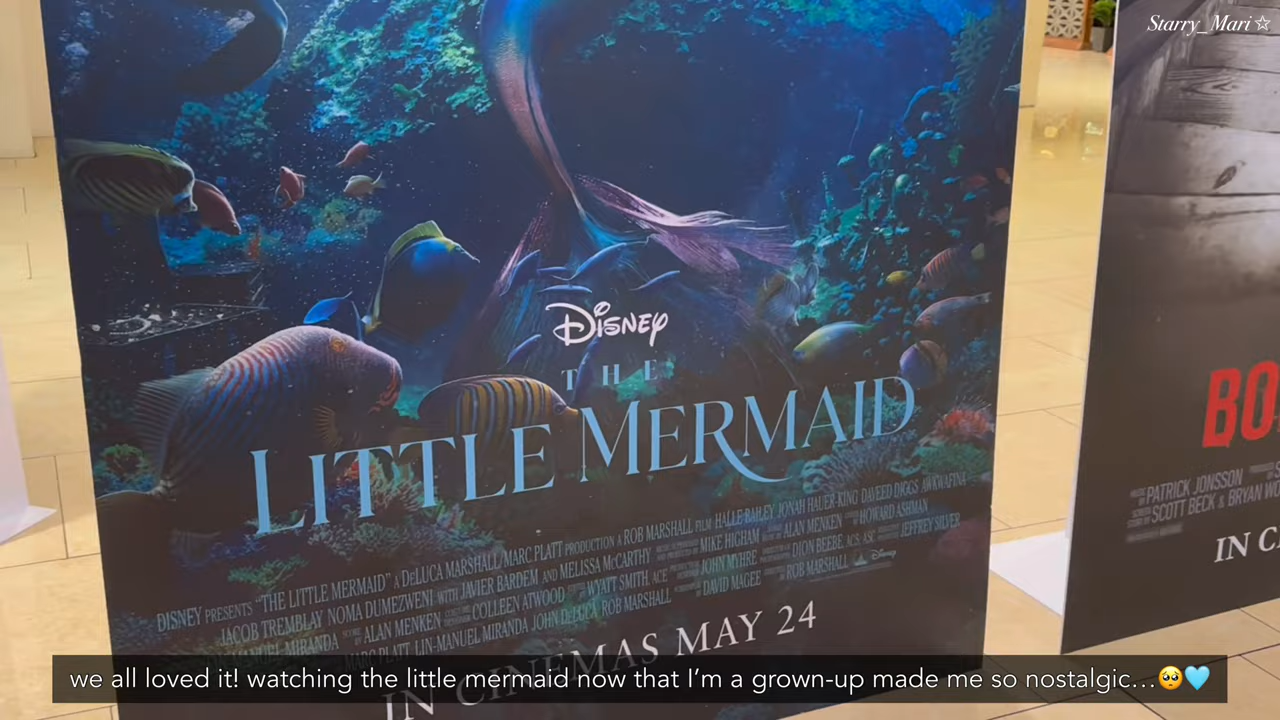 Starry_Mari☆
Disney
THE
LITTLE MERMAID
DISNEY PRESENTS "THE LITTLE MERMAID" A DELUCA MARSHALL/MARC PLATT PRODUCTION A ROB MARSHALL FILM HALLE BAILEY JONAH HAUER-KING DAVEED DIGGS AWKWAFINA
JACOB TREMBLAY NOMA DUMEZWENI WITH JAVIER BARDEM AND MELISSA McCARTHY MIKE HIGHAM ALAN MENKEN HOWARD ASHMAN
MIRANDA ALAN MENKEN COLLEEN ATWOOD WYATT SMITH, ACE JOHN MYHRE DION BEEBE, ACS, ASC JEFFREY SILVER
MARC PLATT LIN-MANUEL MIRANDA JOHN DELUCA ROB MARSHALL DAVID MAGEE ROB MARSHALL Disney
IN CINEMAS MAY 24
BO
PATRICK JONSSON
SCOTT BECK & BRYAN WO
IN C
we all loved it! watching the little mermaid now that I'm a grown-up made me so nostalgic...🥺🩵